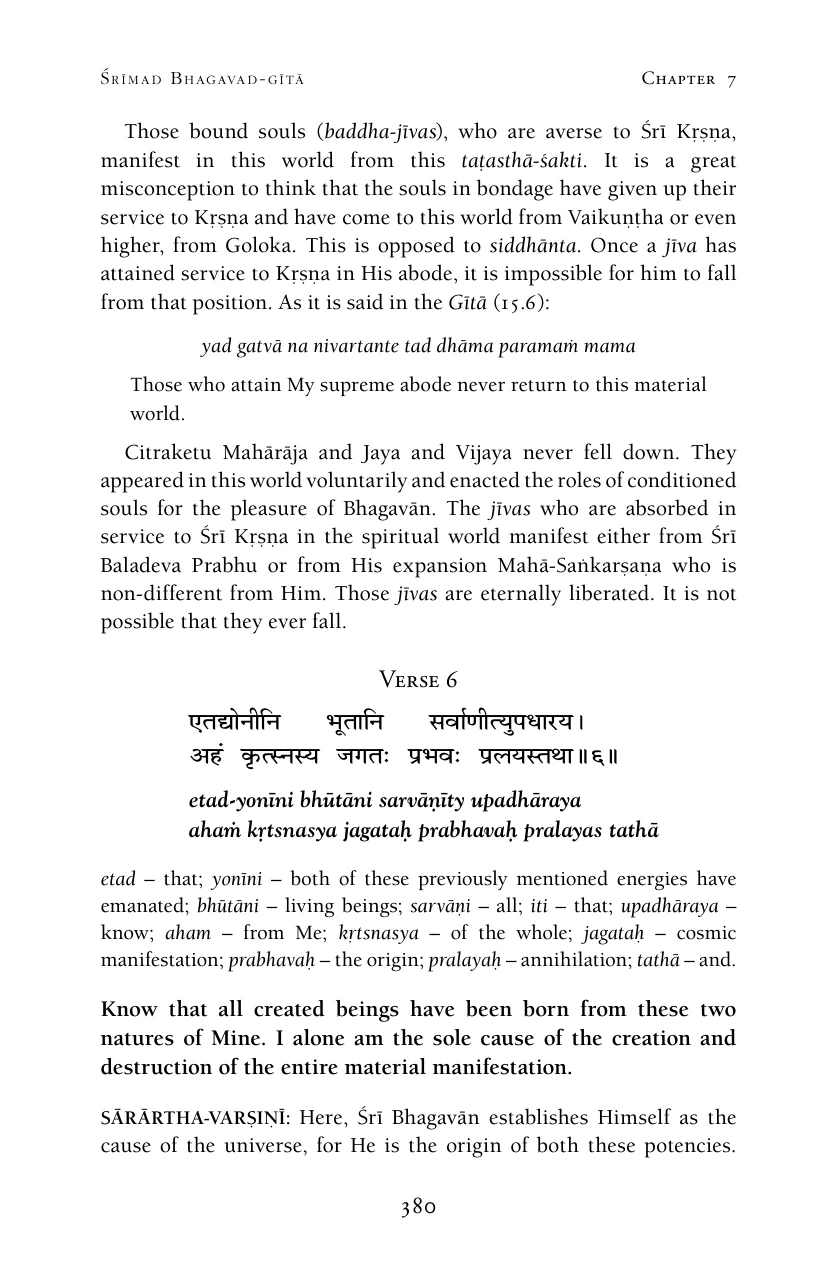 Śrīmad Bhagavad-gītā Chapter 7
Those bound souls (baddha-jīvas), who are averse to Śrī Kṛṣṇa,
manifest in this world from this taṭasthā-śakti. It is a great
misconception to think that the souls in bondage have given up their
service to Kṛṣṇa and have come to this world from Vaikuṇṭha or even
higher, from Goloka. This is opposed to siddhānta. Once a jīva has
attained service to Kṛṣṇa in His abode, it is impossible for him to fall
from that position. As it is said in the Gītā (15.6):
yad gatvā na nivartante tad dhāma paramaṁ mama
Those who attain My supreme abode never return to this material
world.
Citraketu Mahārāja and Jaya and Vijaya never fell down. They
appeared in this world voluntarily and enacted the roles of conditioned
souls for the pleasure of Bhagavān. The jīvas who are absorbed in
service to Śrī Kṛṣṇa in the spiritual world manifest either from Śrī
Baladeva Prabhu or from His expansion Mahā-Saṅkarṣaṇa who is
non-different from Him. Those jīvas are eternally liberated. It is not
possible that they ever fall.
Verse 6
एतद्योनीनि भूतानि सर्वाणीत्युपधारय।
अहं कृत्स्नस्य जगतः प्रभवः प्रलयस्तथा॥६॥
etad-yonīni bhūtāni sarvāṇīty upadhāraya
ahaṁ kṛtsnasya jagataḥ prabhavaḥ pralayas tathā
etad – that; yonīni – both of these previously mentioned energies have
emanated; bhūtāni – living beings; sarvāṇi – all; iti – that; upadhāraya –
know; aham – from Me; kṛtsnasya – of the whole; jagataḥ – cosmic
manifestation; prabhavaḥ – the origin; pralayaḥ – annihilation; tathā – and.
Know that all created beings have been born from these two
natures of Mine. I alone am the sole cause of the creation and
destruction of the entire material manifestation.
SĀRĀRTHA-VARṢIṆĪ: Here, Śrī Bhagavān establishes Himself as the
cause of the universe, for He is the origin of both these potencies.
380